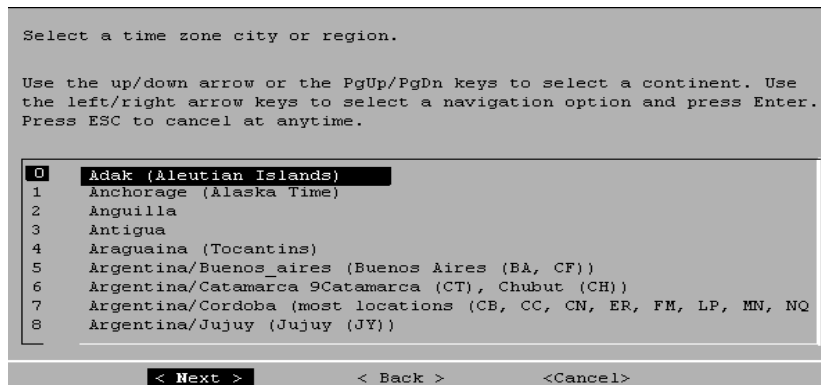 Select a time zone city or region.
Use the up/down arrow or the PgUp/PgDn keys to select a continent. Use
the left/right arrow keys to select a navigation option and press Enter.
Press ESC to cancel at anytime.
0 Adak (Aleutian Islands)
1 Anchorage (Alaska Time)
2 Anguilla
3 Antigua
4 Araguaina (Tocantins)
5 Argentina/Buenos_aires (Buenos Aires (BA, CF))
6 Argentina/Catamarca 9Catamarca (CT), Chubut (CH))
7 Argentina/Cordoba (most locations (CB, CC, CN, ER, FM, LP, MN, NQ
8 Argentina/Jujuy (Jujuy (JY))
< Next > < Back > <Cancel>